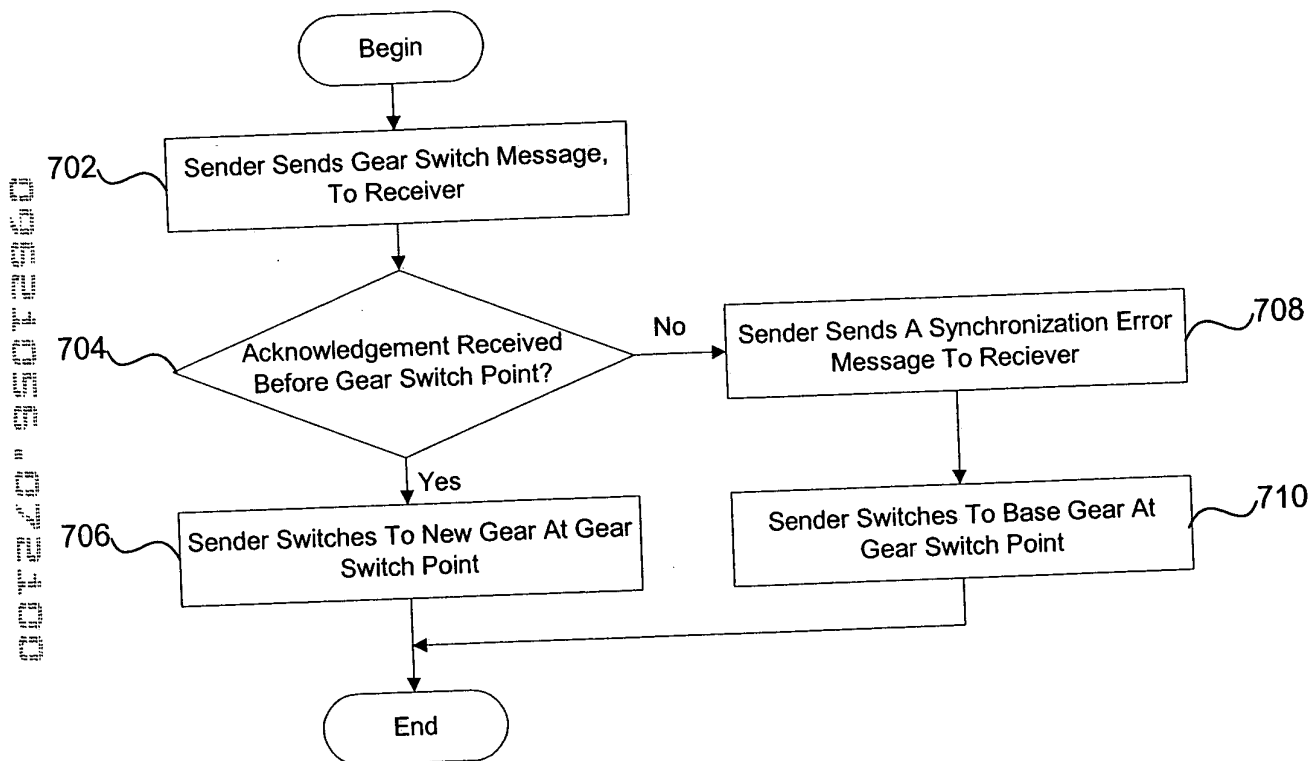 Begin
702
Sender Sends Gear Switch Message,
To Receiver
704
Acknowledgement Received
Before Gear Switch Point?
No
708
Sender Sends A Synchronization Error
Message To Reciever
Yes
706
Sender Switches To New Gear At Gear
Switch Point
710
Sender Switches To Base Gear At
Gear Switch Point
End
09621055.072100